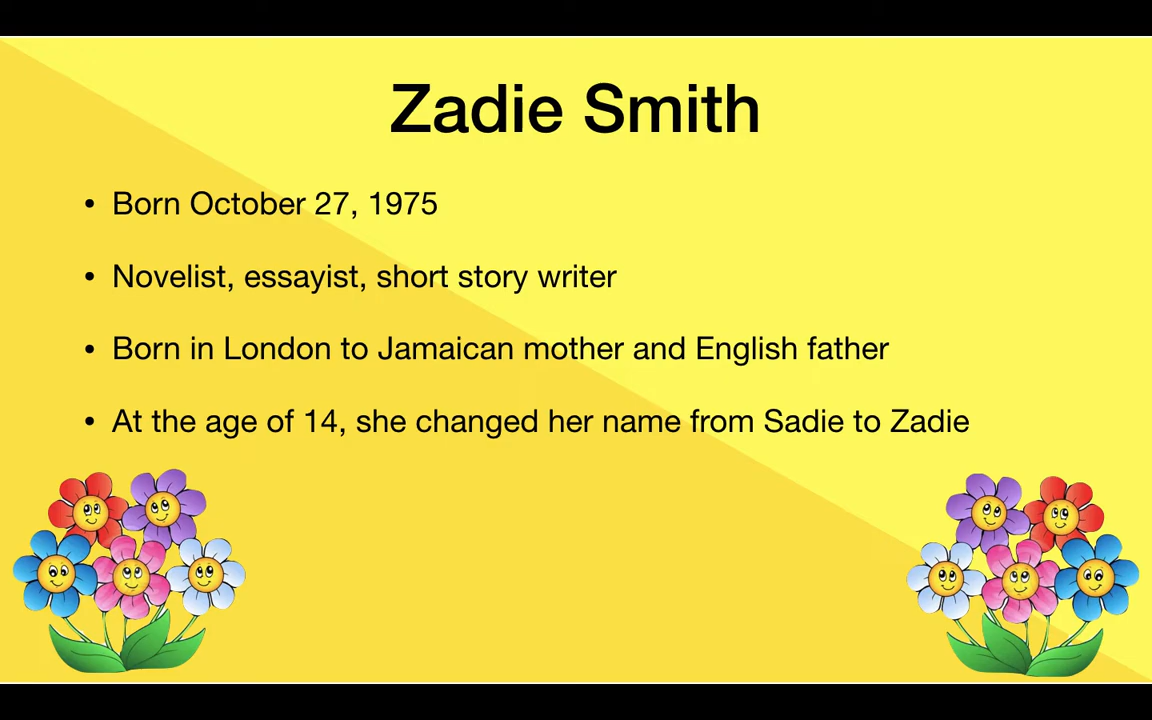 Zadie Smith
• Born October 27, 1975
• Novelist, essayist, short story writer
• Born in London to Jamaican mother and English father
• At the age of 14, she changed her name from Sadie to Zadie